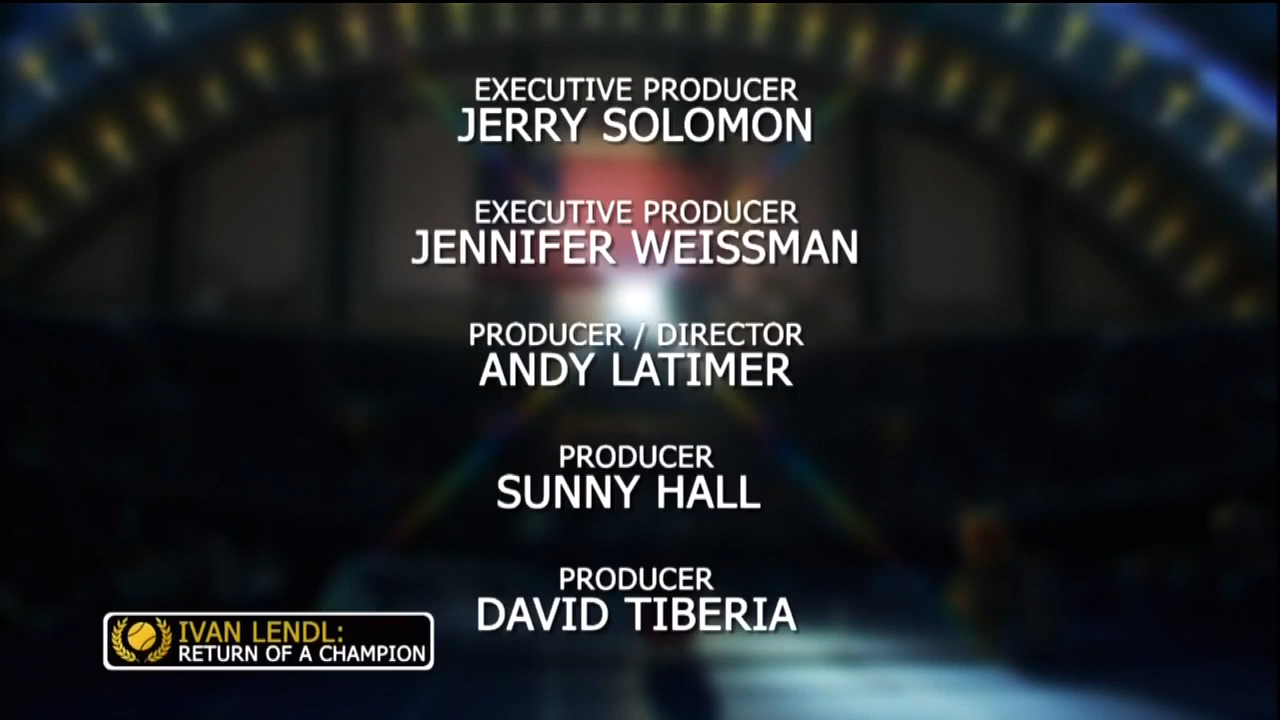 EXECUTIVE PRODUCER
JERRY SOLOMON
EXECUTIVE PRODUCER
JENNIFER WEISSMAN
PRODUCER / DIRECTOR
ANDY LATIMER
PRODUCER
SUNNY HALL
PRODUCER
DAVID TIBERIA
IVAN LENDL:
RETURN OF A CHAMPION